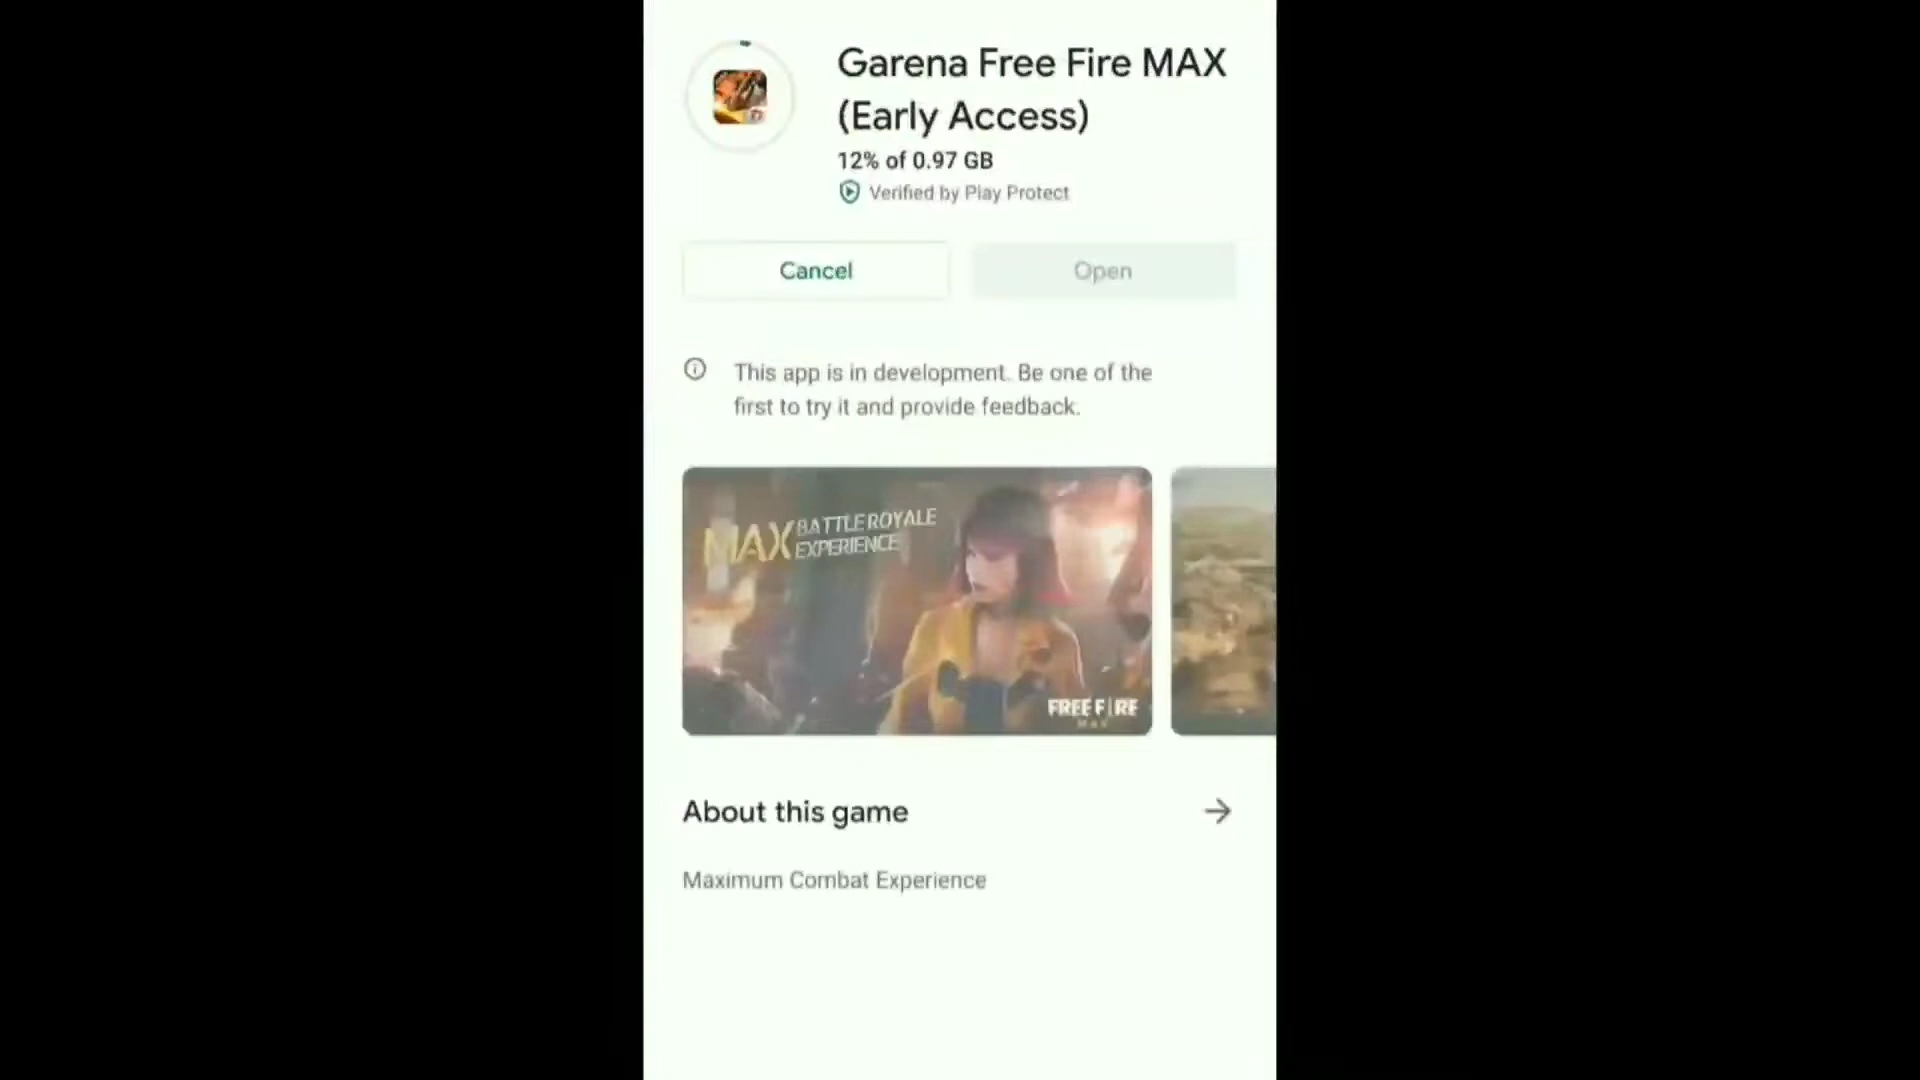 Garena Free Fire MAX
(Early Access)
12% of 0.97 GB
Verified by Play Protect
Cancel
Open
This app is in development. Be one of the
first to try it and provide feedback.
MAX BATTLE ROYALE
EXPERIENCE
FREE FIRE
MAX
About this game
Maximum Combat Experience